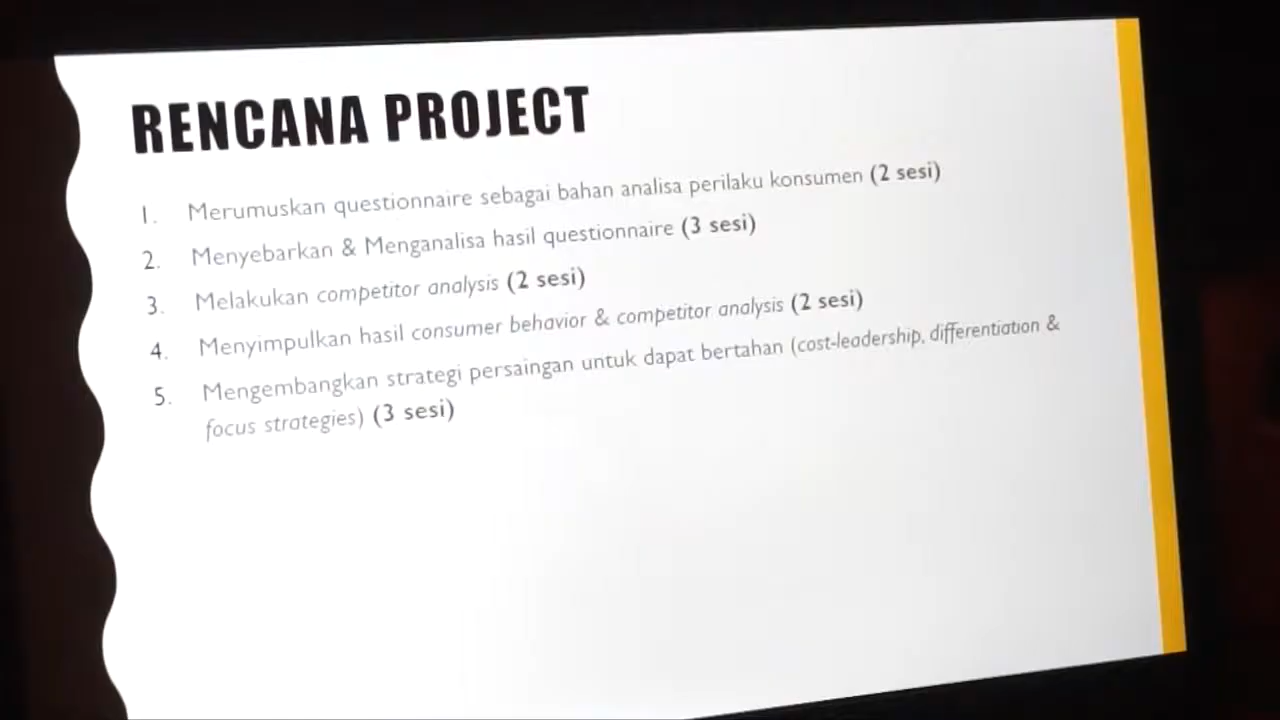 RENCANA PROJECT
1. Merumuskan questionnaire sebagai bahan analisa perilaku konsumen (2 sesi)
2. Menyebarkan & Menganalisa hasil questionnaire (3 sesi)
3. Melakukan competitor analysis (2 sesi)
4. Menyimpulkan hasil consumer behavior & competitor analysis (2 sesi)
5. Mengembangkan strategi persaingan untuk dapat bertahan (cost-leadership, differentiation &
focus strategies) (3 sesi)